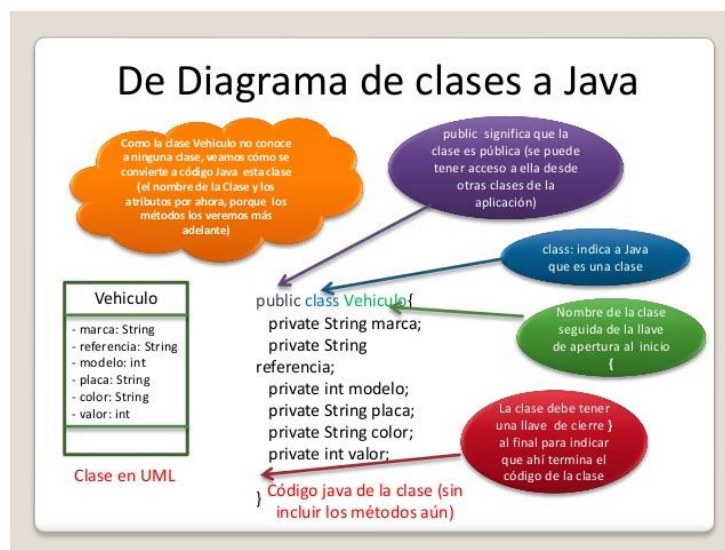 De Diagrama de clases a Java
Como la clase Vehiculo no conoce
a ninguna clase, veamos cómo se
convierte a código Java esta clase
(el nombre de la Clase y los
atributos por ahora, porque los
métodos los veremos más
adelante)
public significa que la
clase es pública (se puede
tener acceso a ella desde
otras clases de la
aplicación)
class: indica a Java
que es una clase
Vehiculo
- marca: String
- referencia: String
- modelo: int
- placa: String
- color: String
- valor: int
Clase en UML
public class Vehiculo{
private String marca;
private String
referencia;
private int modelo;
private String placa;
private String color;
private int valor;
}
Nombre de la clase
seguida de la llave
de apertura al inicio
{
La clase debe tener
una llave de cierre }
al final para indicar
que ahí termina el
código de la clase
Código java de la clase (sin
incluir los métodos aún)